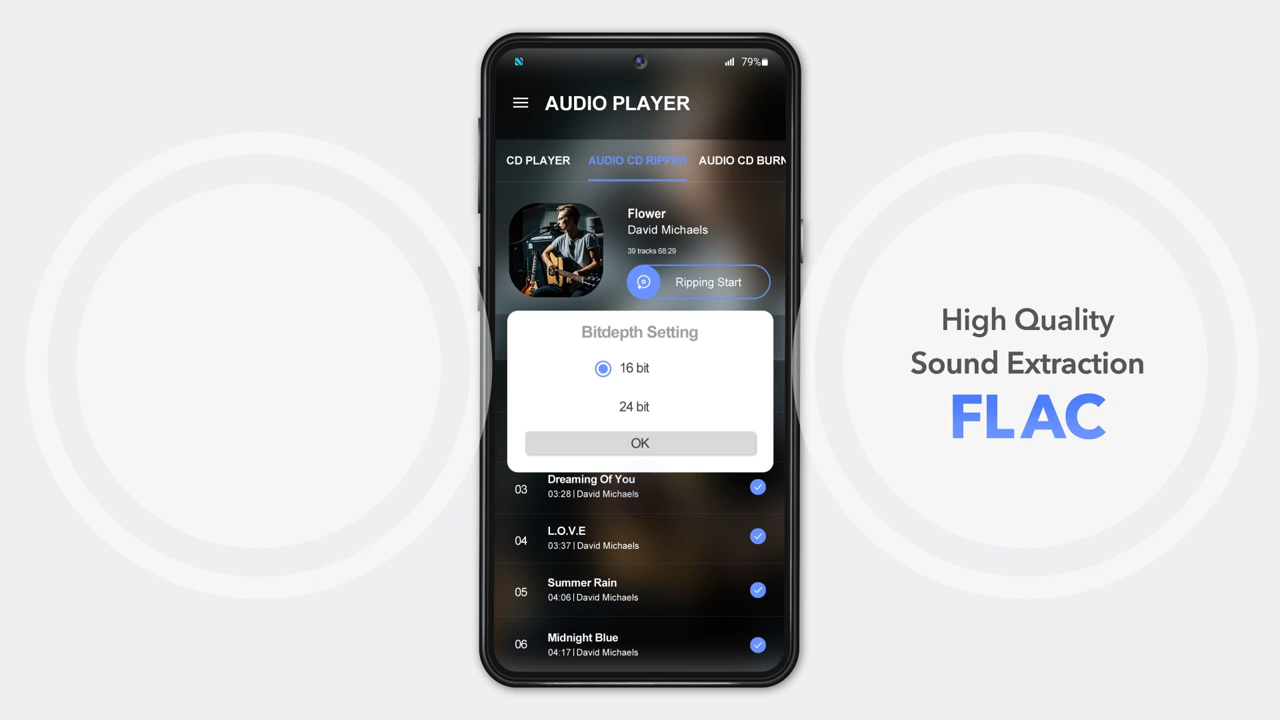 79%
AUDIO PLAYER
CD PLAYER AUDIO CD RIPPER AUDIO CD BURN
Flower
David Michaels
39 tracks 68:29
Ripping Start
Bitdepth Setting
16 bit
24 bit
OK
03 Dreaming Of You
03:28 | David Michaels
04 L.O.V.E
03:37 | David Michaels
05 Summer Rain
04:06 | David Michaels
06 Midnight Blue
04:17 | David Michaels
High Quality
Sound Extraction
FLAC